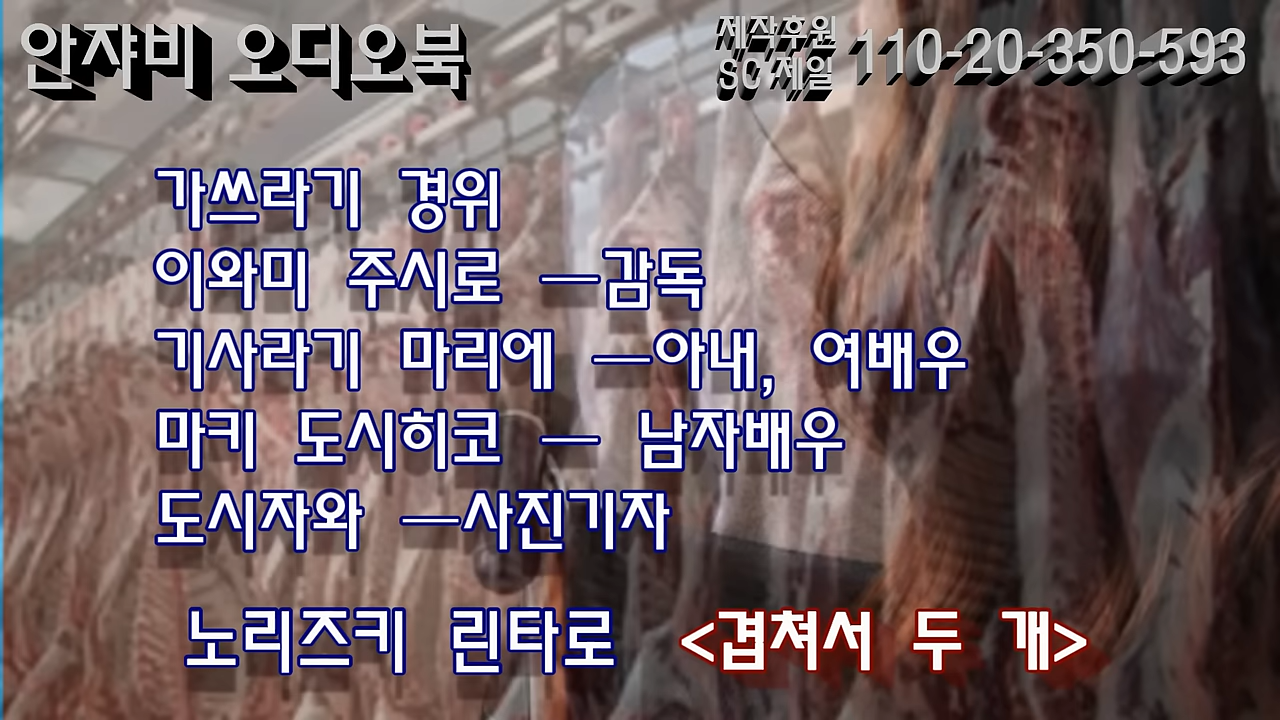 안쟈비 오디오북
제작후원
SC제일
110-20-350-593
가쓰라기 경위
이와미 주시로 —감독
기사라기 마리에 —아내, 여배우
마키 도시히코 — 남자배우
도시자와 —사진기자
노리즈키 린타로 <겹쳐서 두 개>